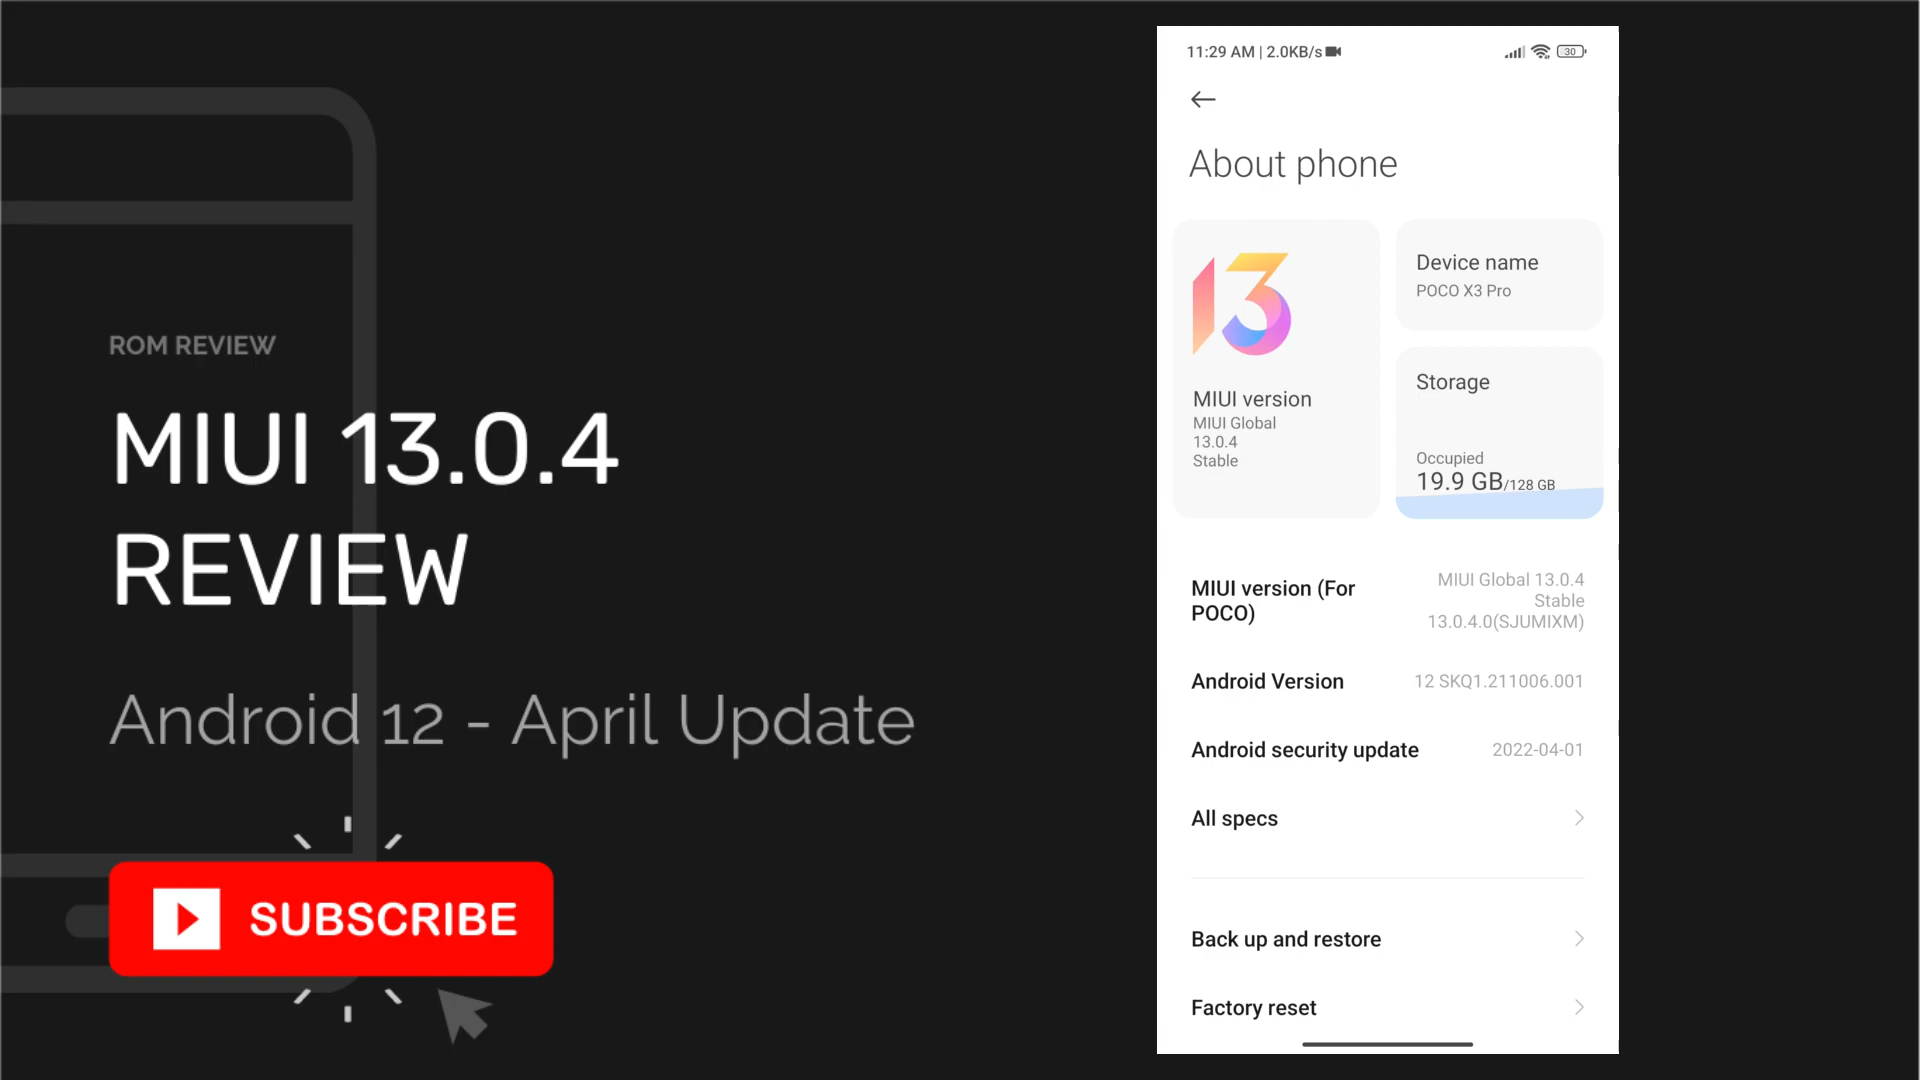 ROM REVIEW
MIUI 13.0.4
REVIEW
Android 12 - April Update
SUBSCRIBE
11:29 AM | 2.0KB/s
30
About phone
13
MIUI version
MIUI Global
13.0.4
Stable
Device name
POCO X3 Pro
Storage
Occupied
19.9 GB/128 GB
MIUI version (For
POCO)
MIUI Global 13.0.4
Stable
13.0.4.0(SJUMIXM)
Android Version
12 SKQ1.211006.001
Android security update
2022-04-01
All specs
Back up and restore
Factory reset